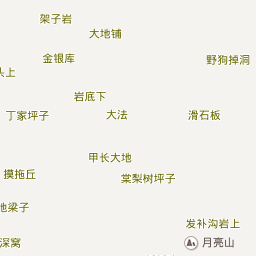 架子岩
大地铺
金银库
野狗掉洞
头上
岩底下
丁家坪子
大法
滑石板
甲长大地
摸拖丘
棠梨树坪子
地梁子
发补沟岩上
深窝
月亮山